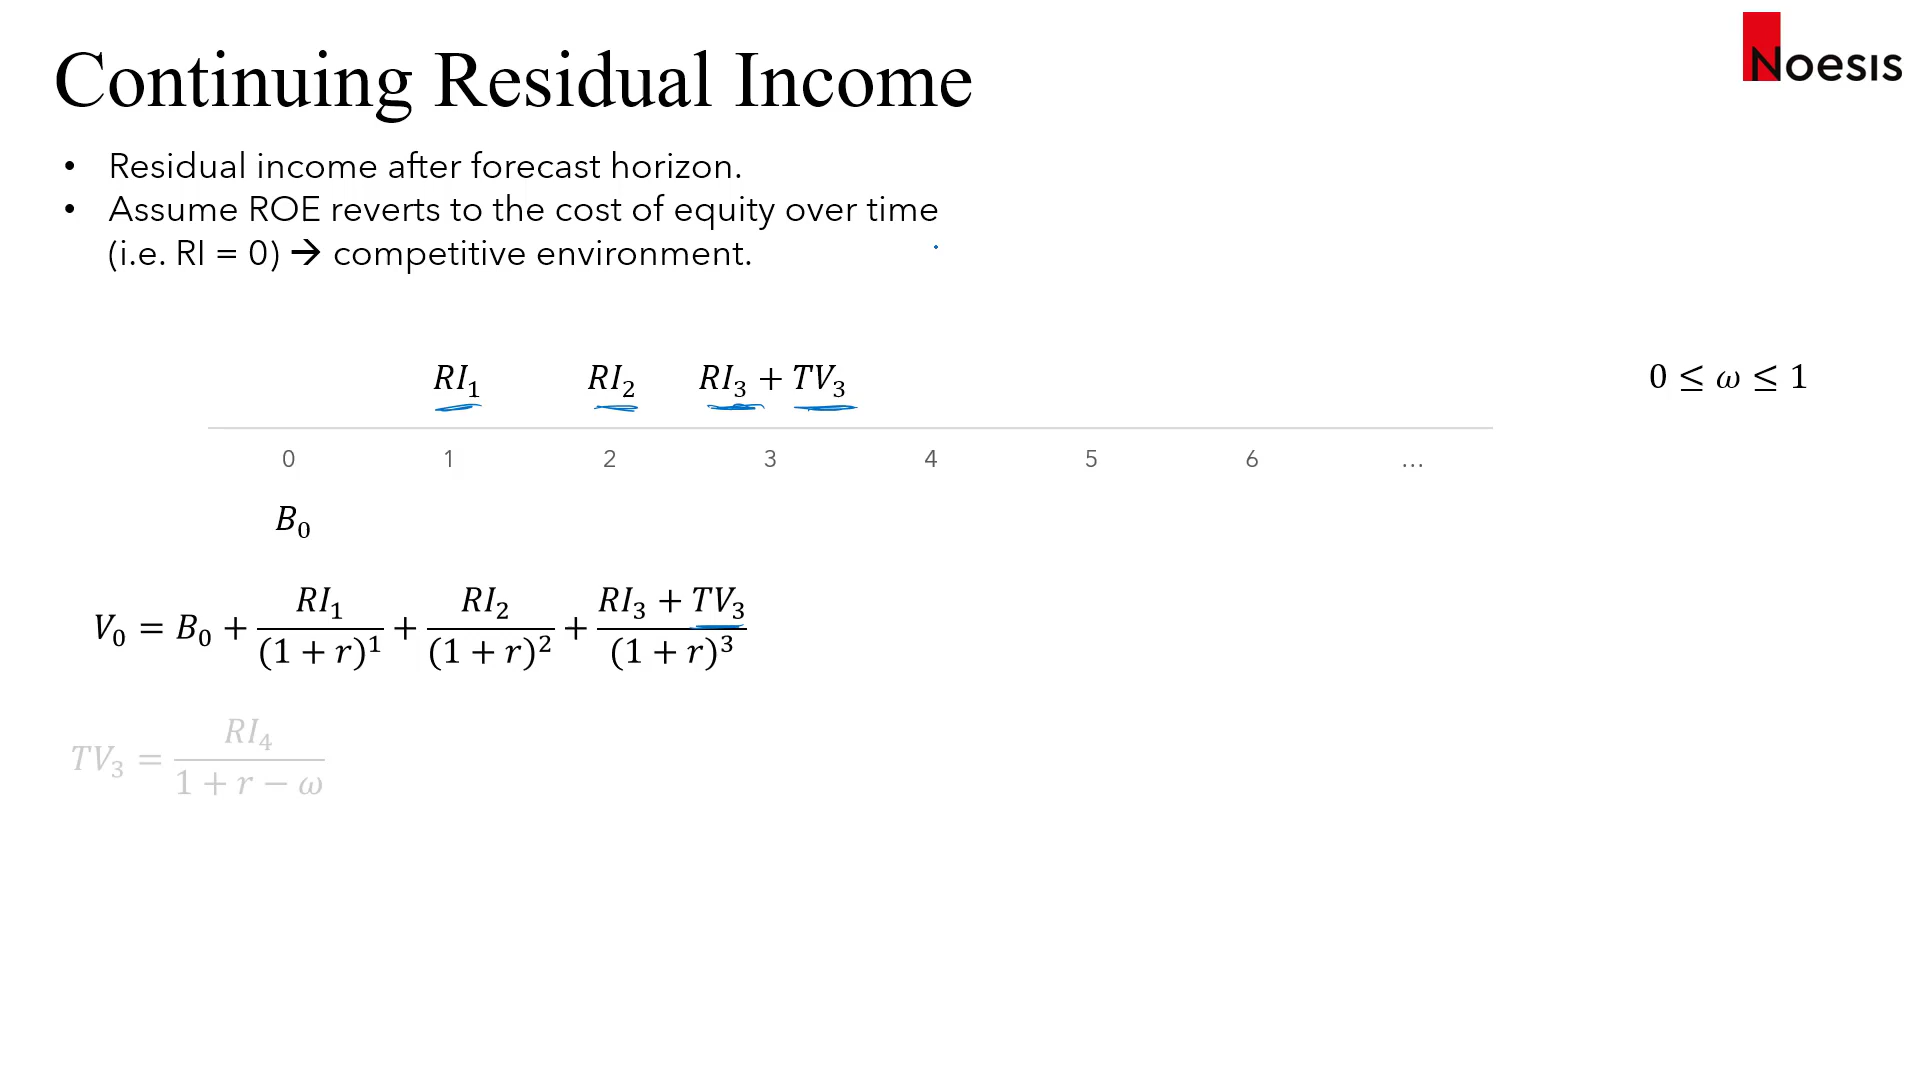 Continuing Residual Income
Noesis
• Residual income after forecast horizon.
• Assume ROE reverts to the cost of equity over time
(i.e. RI = 0) → competitive environment.
RI₁ RI₂ RI₃ + TV₃ 0 ≤ ω ≤ 1
0 1 2 3 4 5 6 …
B₀
V₀ = B₀ + RI₁/(1 + r)¹ + RI₂/(1 + r)² + (RI₃ + TV₃)/(1 + r)³
TV₃ = RI₄/(1 + r − ω)